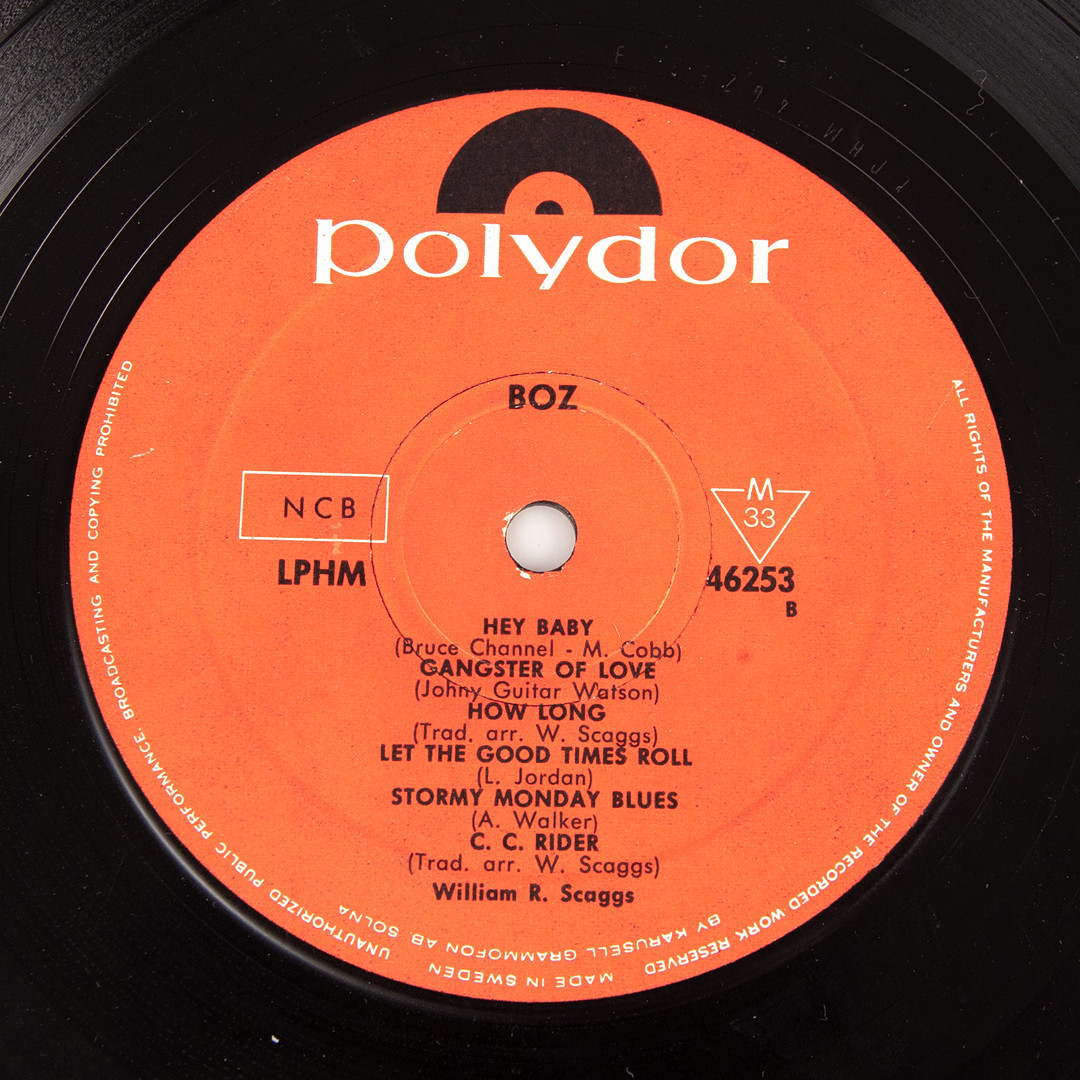 polydor
BOZ
NCB
M
33
LPHM
46253
B
HEY BABY
(Bruce Channel - M. Cobb)
GANGSTER OF LOVE
(Johny Guitar Watson)
HOW LONG
(Trad. arr. W. Scaggs)
LET THE GOOD TIMES ROLL
(L. Jordan)
STORMY MONDAY BLUES
(A. Walker)
C. C. RIDER
(Trad. arr. W. Scaggs)
William R. Scaggs
ALL RIGHTS OF THE MANUFACTURERS AND OWNER OF THE RECORDED WORK RESERVED
UNAUTHORIZED PUBLIC PERFORMANCE, BROADCASTING AND COPYING PROHIBITED
BY KARUSELL GRAMMOFON AB, SOLNA
MADE IN SWEDEN